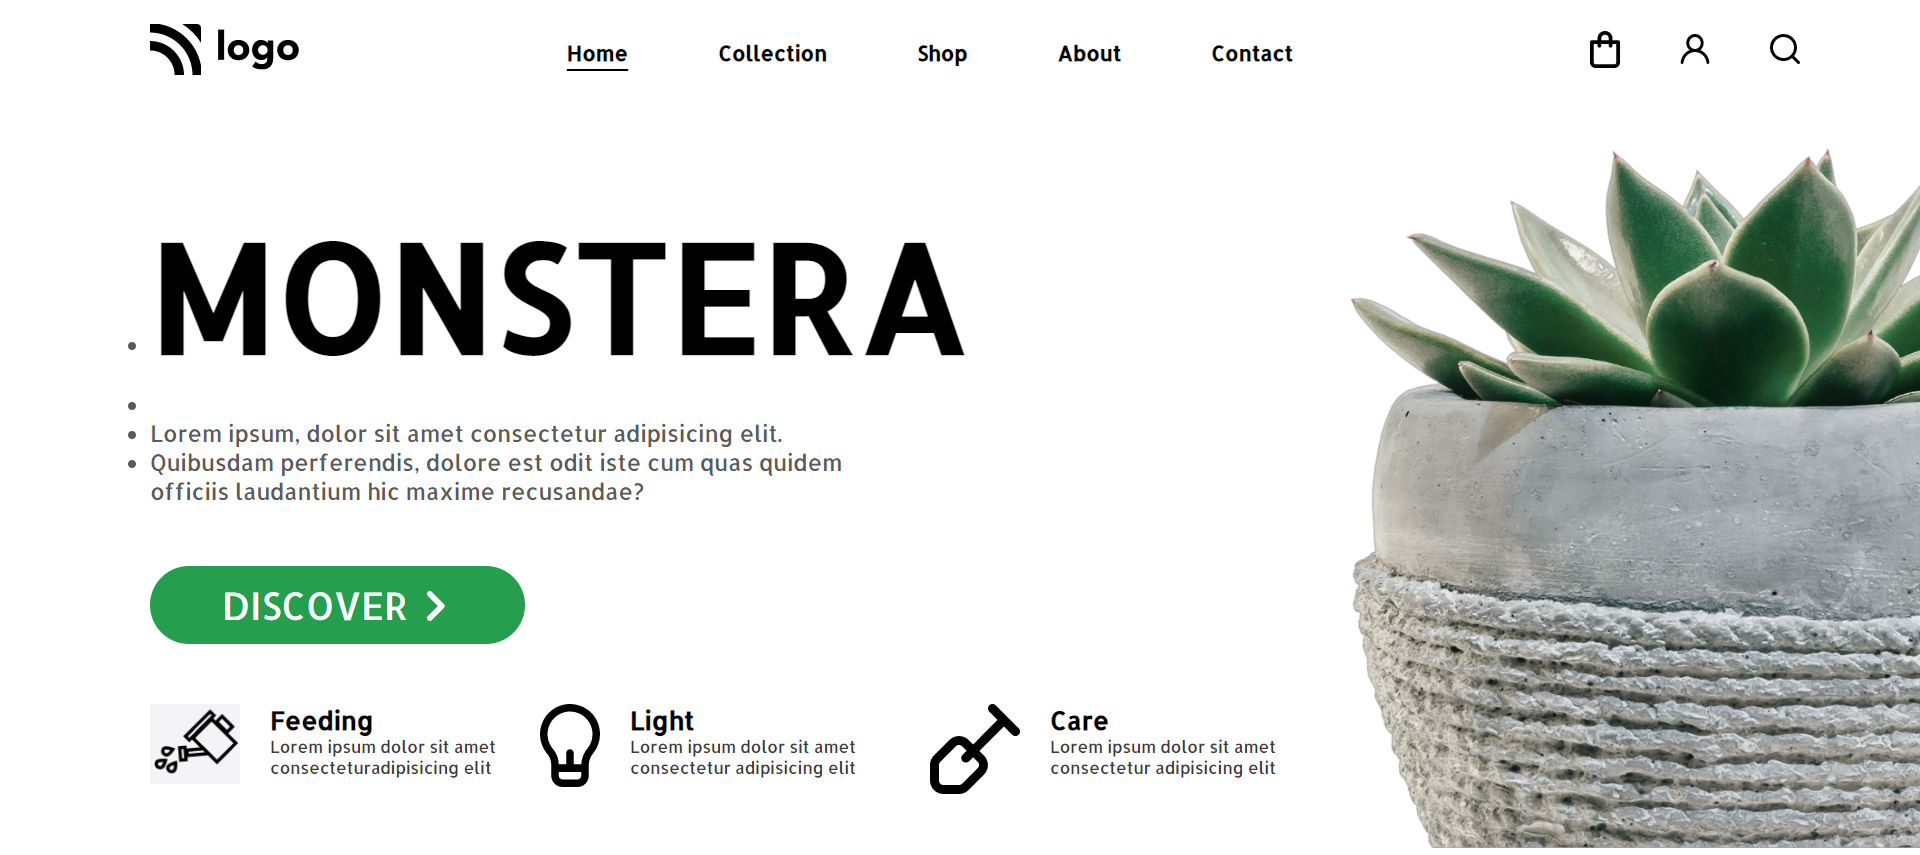 logo
Home Collection Shop About Contact
MONSTERA
Lorem ipsum, dolor sit amet consectetur adipisicing elit.
Quibusdam perferendis, dolore est odit iste cum quas quidem
officiis laudantium hic maxime recusandae?
DISCOVER
Feeding
Lorem ipsum dolor sit amet
consecteturadipisicing elit
Light
Lorem ipsum dolor sit amet
consectetur adipisicing elit
Care
Lorem ipsum dolor sit amet
consectetur adipisicing elit